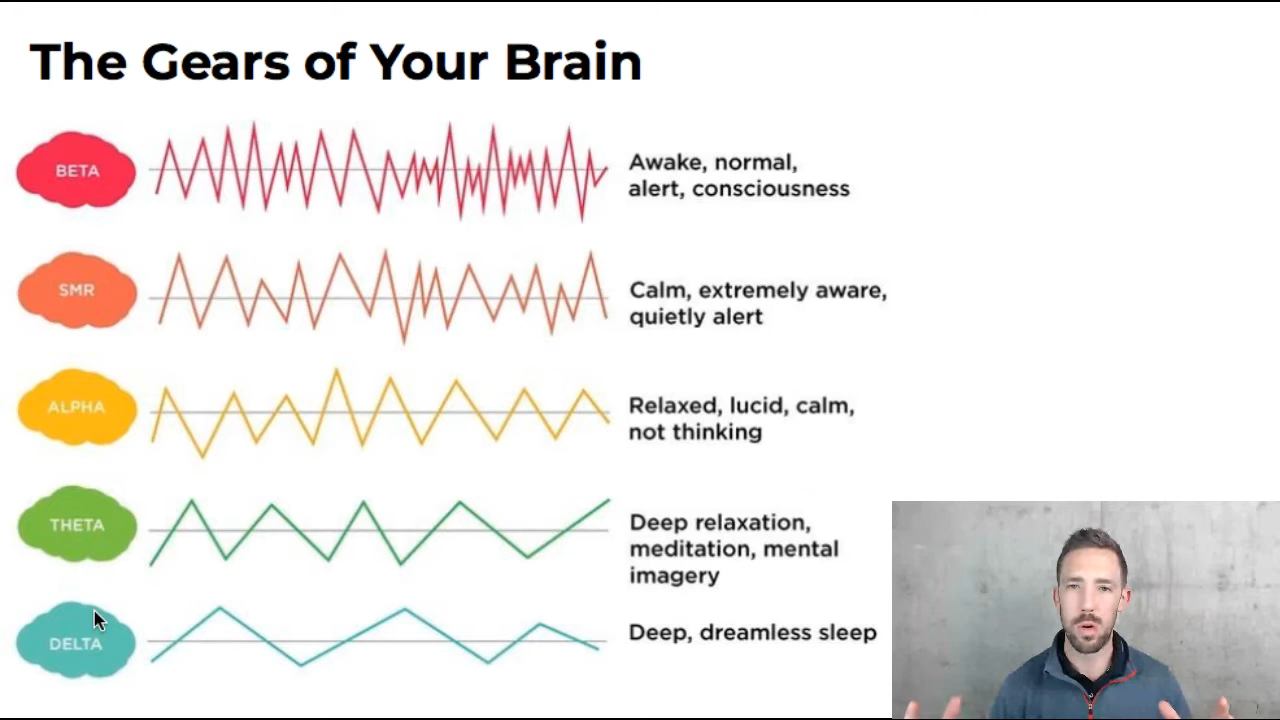 The Gears of Your Brain
BETA
Awake, normal,
alert, consciousness
SMR
Calm, extremely aware,
quietly alert
ALPHA
Relaxed, lucid, calm,
not thinking
THETA
Deep relaxation,
meditation, mental
imagery
DELTA
Deep, dreamless sleep